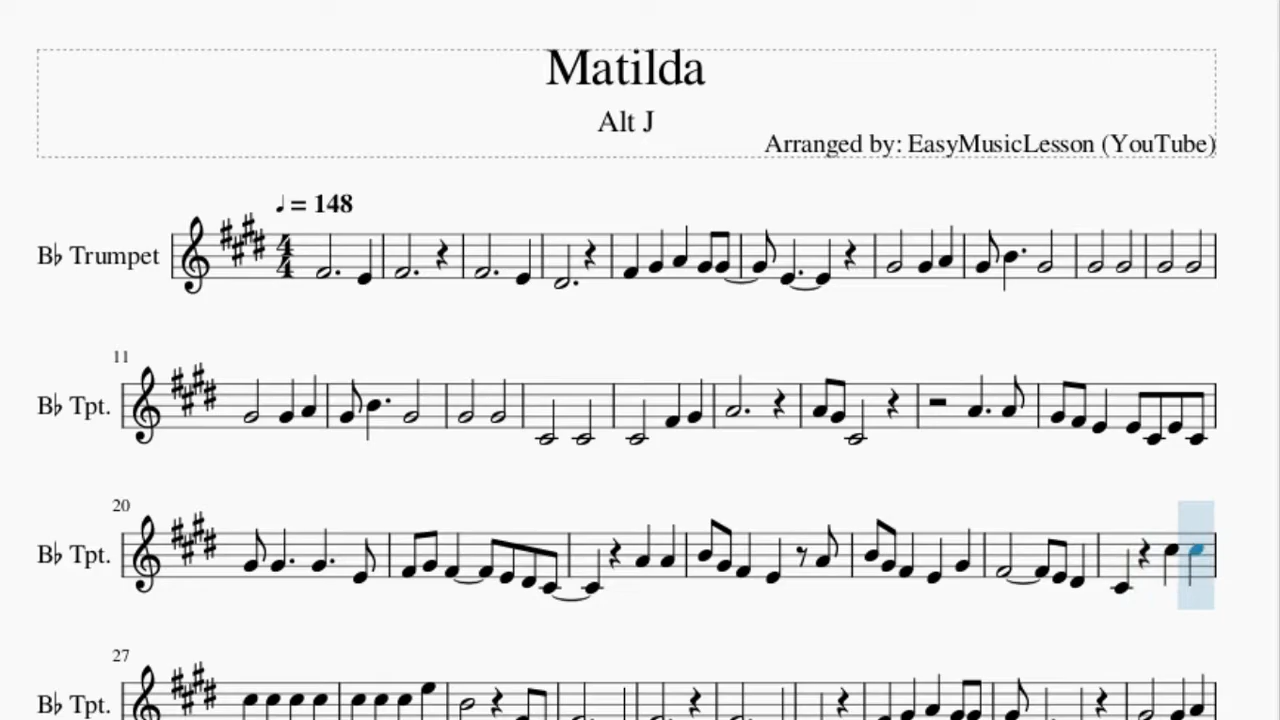 Matilda
Alt J
Arranged by: EasyMusicLesson (YouTube)
♩ = 148
B♭ Trumpet
4
4
11
B♭ Tpt.
20
B♭ Tpt.
27
B♭ Tpt.